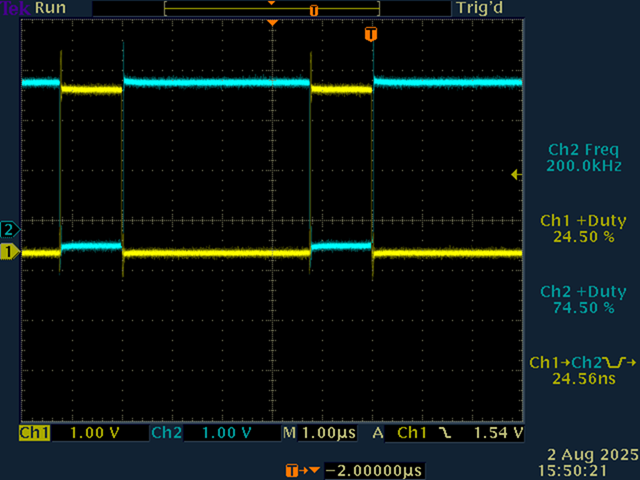 Tek Run Trig'd
T
T
Ch2 Freq
200.0kHz
2
Ch1 +Duty
24.50 %
1
Ch2 +Duty
74.50 %
Ch1→Ch2
24.56ns
Ch1 1.00 V Ch2 1.00 V M 1.00µs A Ch1 1.54 V
2 Aug 2025
T→▼ -2.00000µs 15:50:21